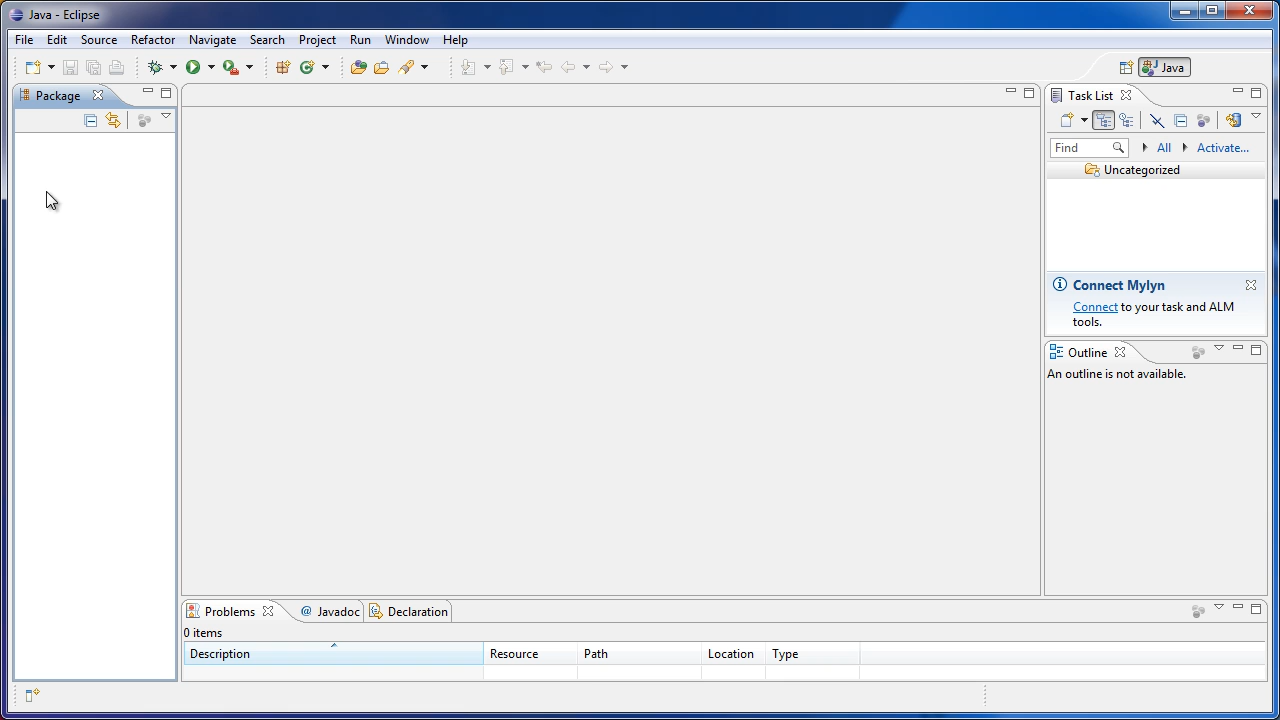 Java - Eclipse
File Edit Source Refactor Navigate Search Project Run Window Help
Java
Package
Task List
Find All Activate...
Uncategorized
Connect Mylyn
Connect to your task and ALM
tools.
Outline
An outline is not available.
Problems @ Javadoc Declaration
0 items
Description Resource Path Location Type